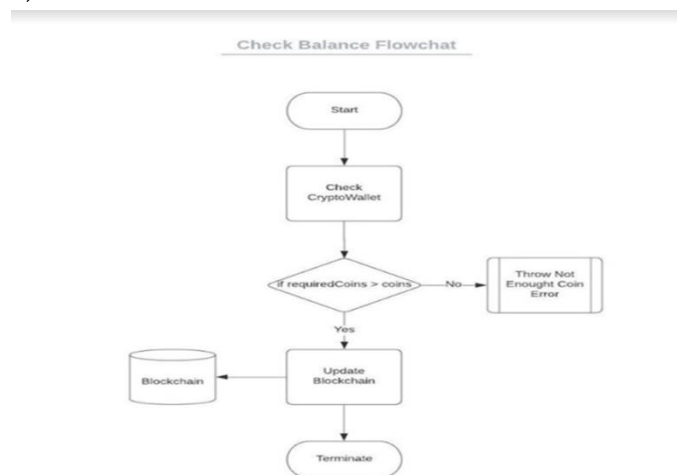 Check Balance Flowchat
Start
Check
CryptoWallet
if requiredCoins > coins
No
Throw Not
Enought Coin
Error
Yes
Update
Blockchain
Blockchain
Terminate